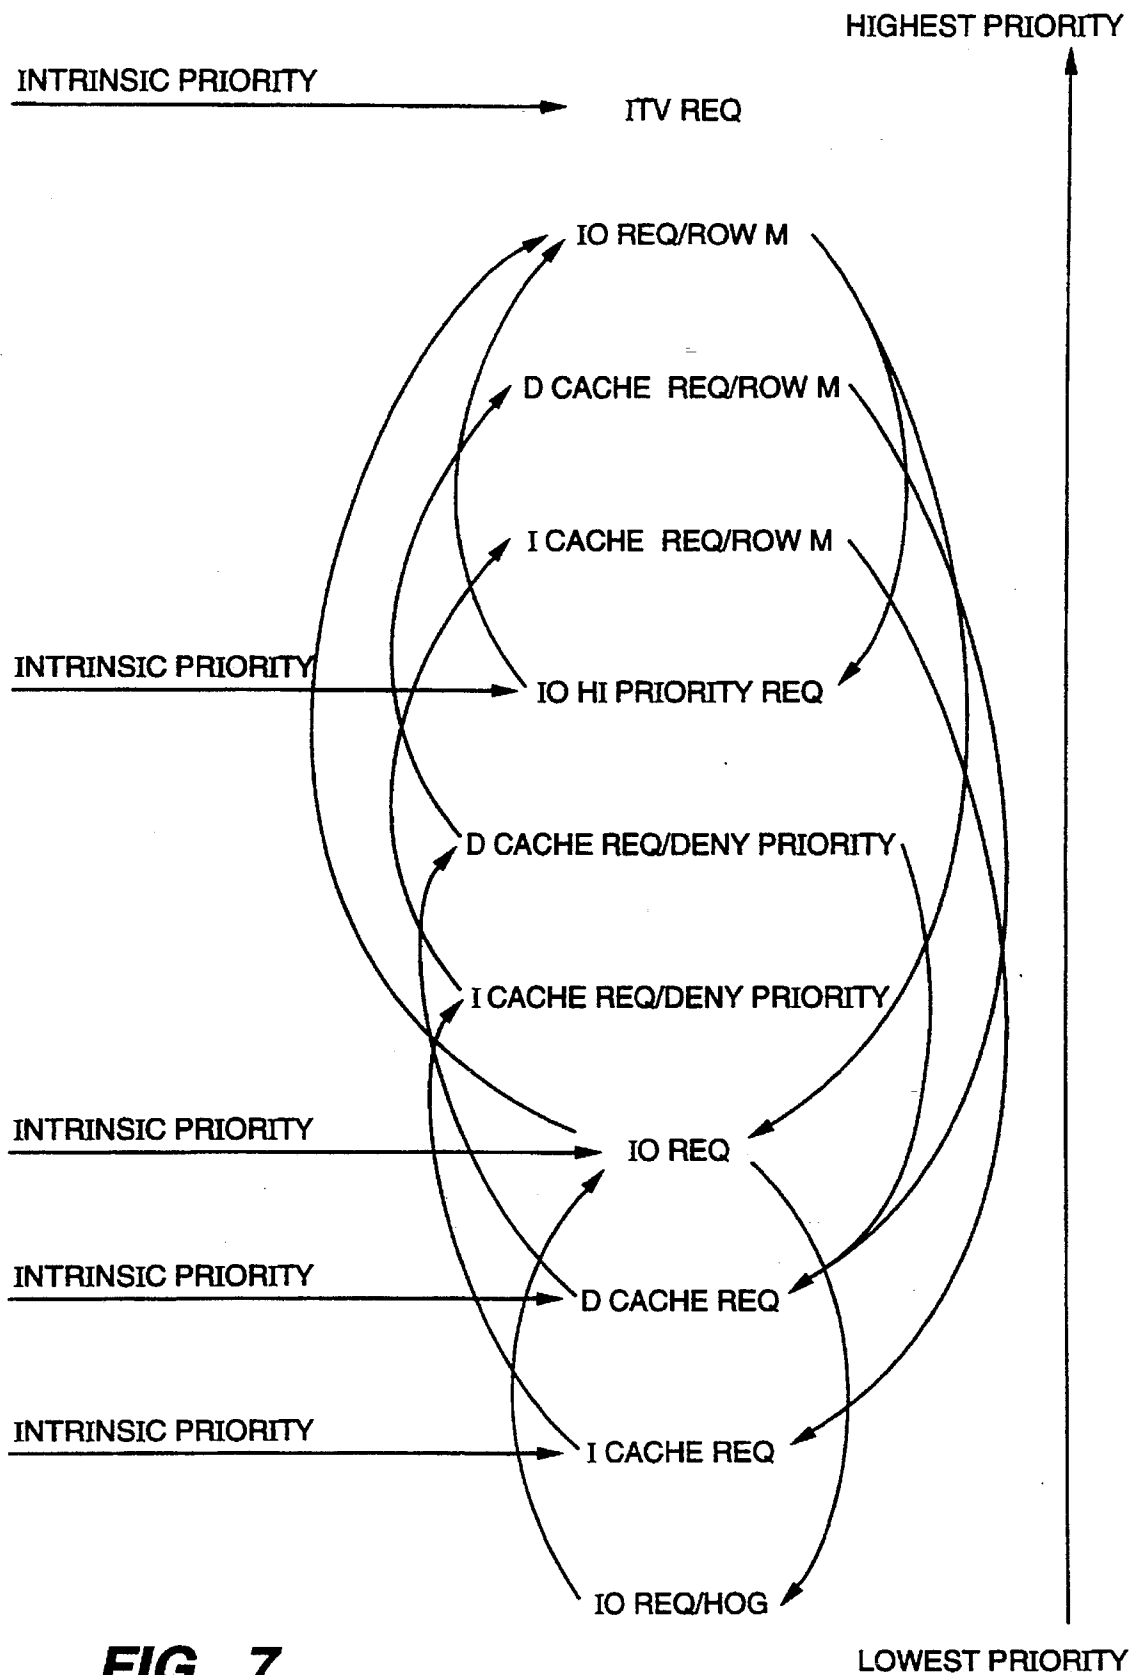 HIGHEST PRIORITY
INTRINSIC PRIORITY
ITV REQ
IO REQ/ROW M
D CACHE REQ/ROW M
I CACHE REQ/ROW M
INTRINSIC PRIORITY
IO HI PRIORITY REQ
D CACHE REQ/DENY PRIORITY
I CACHE REQ/DENY PRIORITY
INTRINSIC PRIORITY
IO REQ
INTRINSIC PRIORITY
D CACHE REQ
INTRINSIC PRIORITY
I CACHE REQ
IO REQ/HOG
FIG_7
LOWEST PRIORITY